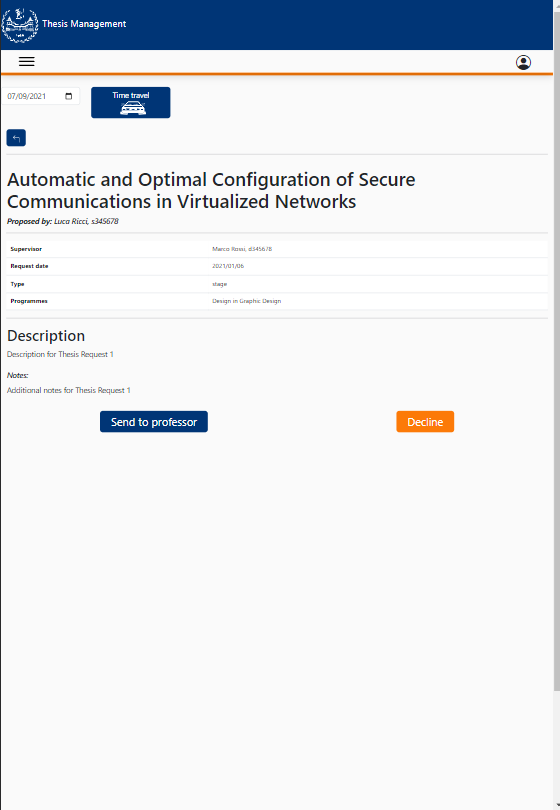 Thesis Management
07/09/2021
Time travel
Automatic and Optimal Configuration of Secure
Communications in Virtualized Networks
Proposed by: Luca Ricci, s345678
Supervisor Marco Rossi, d345678
Request date 2021/01/06
Type stage
Programmes Design in Graphic Design
Description
Description for Thesis Request 1
Notes:
Additional notes for Thesis Request 1
Send to professor Decline